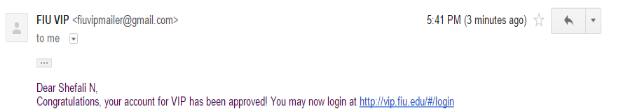 FIU VIP <fiuvipmailer@gmail.com> 5:41 PM (3 minutes ago)
to me
Dear Shefali N,
Congratulations, your account for VIP has been approved! You may now login at http://vip.fiu.edu/#/login